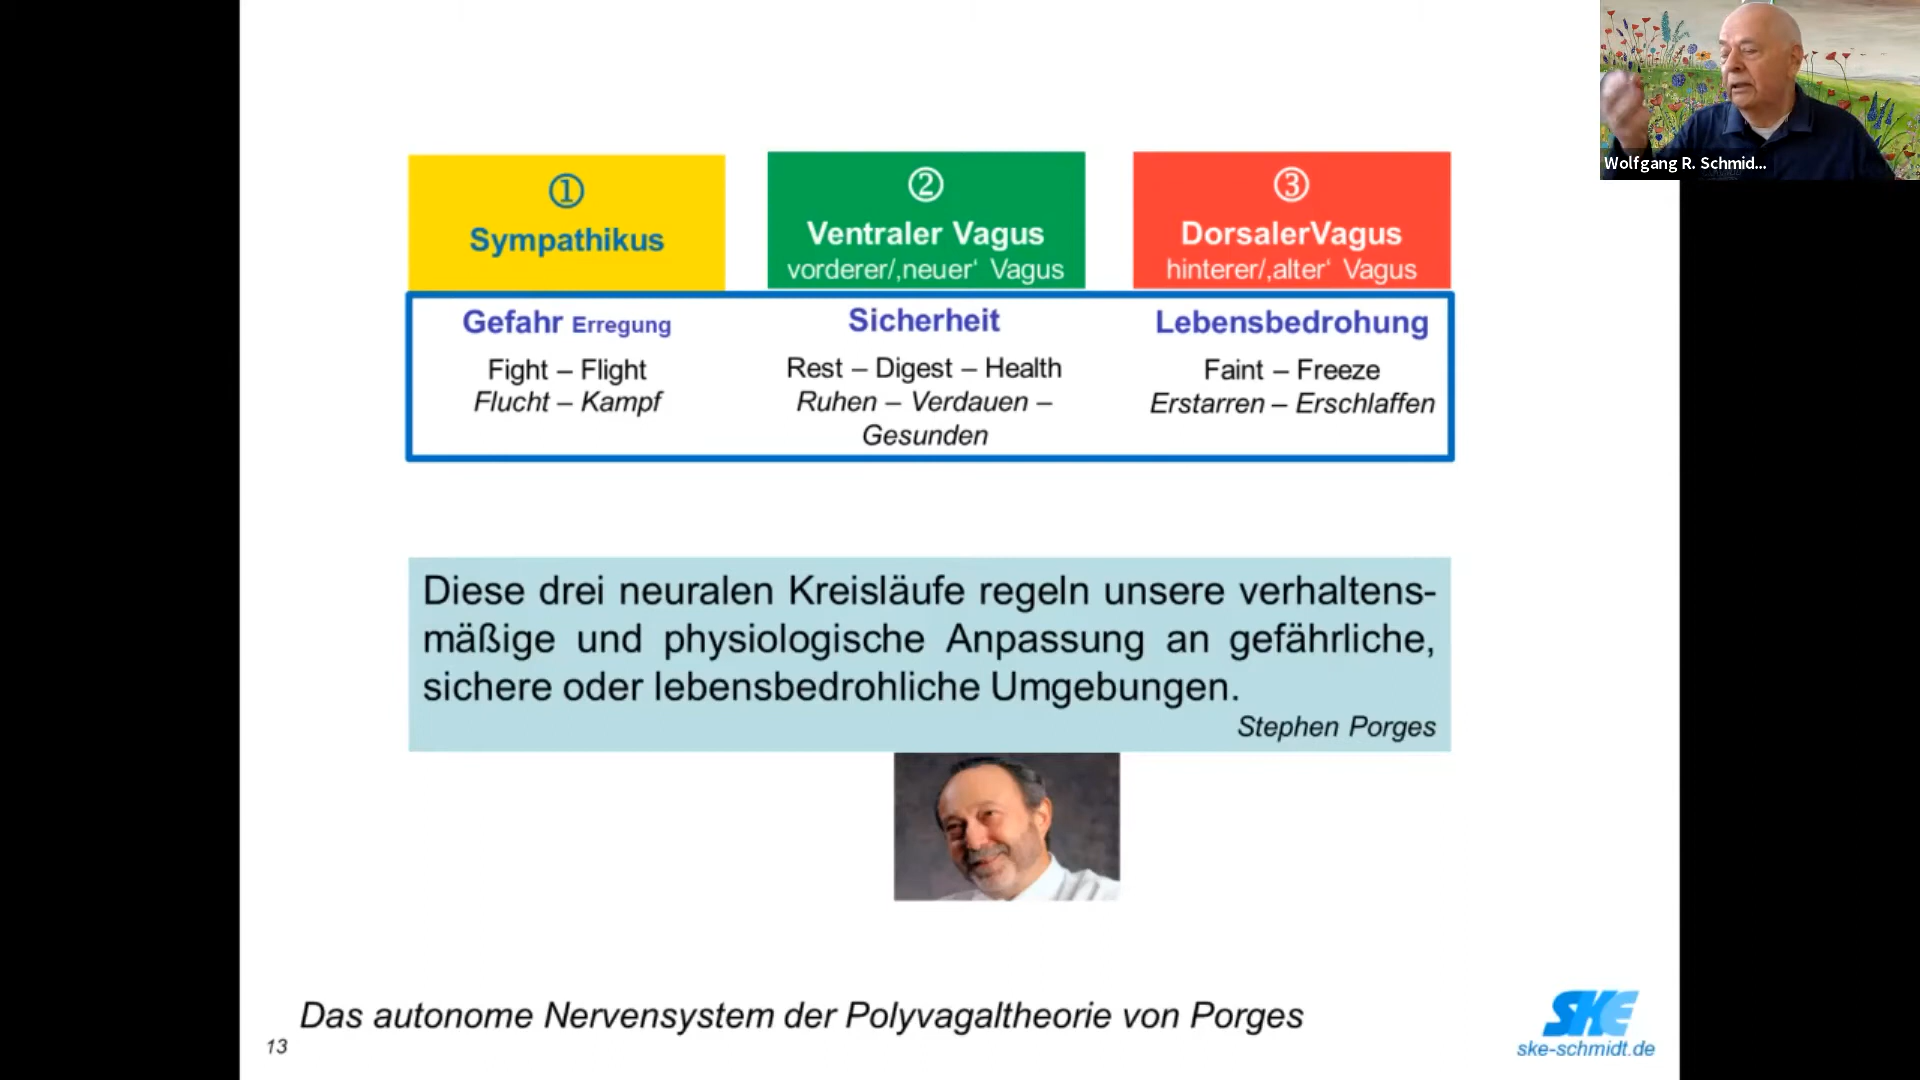 Wolfgang R. Schmid...
①
Sympathikus
②
Ventraler Vagus
vorderer/‚neuer‘ Vagus
③
DorsalerVagus
hinterer/‚alter‘ Vagus
Gefahr Erregung
Fight – Flight
Flucht – Kampf
Sicherheit
Rest – Digest – Health
Ruhen – Verdauen –
Gesunden
Lebensbedrohung
Faint – Freeze
Erstarren – Erschlaffen
Diese drei neuralen Kreisläufe regeln unsere verhaltens-
mäßige und physiologische Anpassung an gefährliche,
sichere oder lebensbedrohliche Umgebungen.
Stephen Porges
Das autonome Nervensystem der Polyvagaltheorie von Porges
13
SKE
ske-schmidt.de